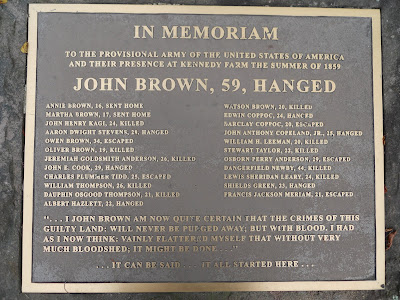 IN MEMORIAM
TO THE PROVISIONAL ARMY OF THE UNITED STATES OF AMERICA
AND THEIR PRESENCE AT KENNEDY FARM THE SUMMER OF 1859
JOHN BROWN, 59, HANGED
ANNIE BROWN, 16, SENT HOME
MARTHA BROWN, 17, SENT HOME
JOHN HENRY KAGI, 24, KILLED
AARON DWIGHT STEVENS, 29, HANGED
OWEN BROWN, 34, ESCAPED
OLIVER BROWN, 19, KILLED
JEREMIAH GOLDSMITH ANDERSON, 26, KILLED
JOHN E. COOK, 29, HANGED
CHARLES PLUMMER TIDD, 25, ESCAPED
WILLIAM THOMPSON, 26, KILLED
DAUPHIN OSGOOD THOMPSON, 21, KILLED
ALBERT HAZLETT, 22, HANGED
WATSON BROWN, 20, KILLED
EDWIN COPPOC, 24, HANGED
BARCLAY COPPOC, 20, ESCAPED
JOHN ANTHONY COPELAND, JR., 25, HANGED
WILLIAM H. LEEMAN, 20, KILLED
STEWART TAYLOR, 22, KILLED
OSBORN PERRY ANDERSON, 29, ESCAPED
DANGERFIELD NEWBY, 44, KILLED
LEWIS SHERIDAN LEARY, 24, KILLED
SHIELDS GREEN, 23, HANGED
FRANCIS JACKSON MERIAM, 21, ESCAPED
". . . I JOHN BROWN AM NOW QUITE CERTAIN THAT THE CRIMES OF THIS
GUILTY LAND: WILL NEVER BE PURGED AWAY; BUT WITH BLOOD. I HAD
AS I NOW THINK: VAINLY FLATTERED MYSELF THAT WITHOUT VERY
MUCH BLOODSHED; IT MIGHT BE DONE . . ."
. . . IT CAN BE SAID . . . IT ALL STARTED HERE . . .